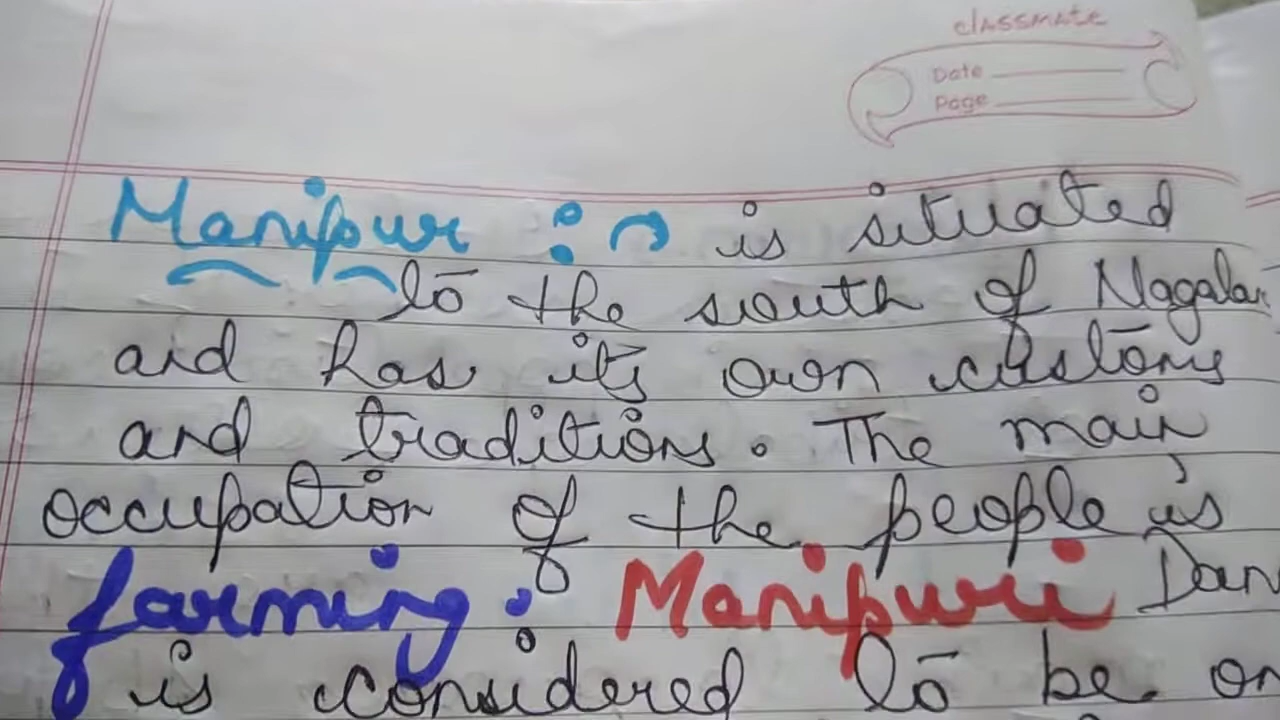 classmate
Date
Page
Manipur : is situated
to the south of Nagalan
and has its own customs
and traditions. The main
occupation of the people is
farming. Manipuri Dan
is considered to be on